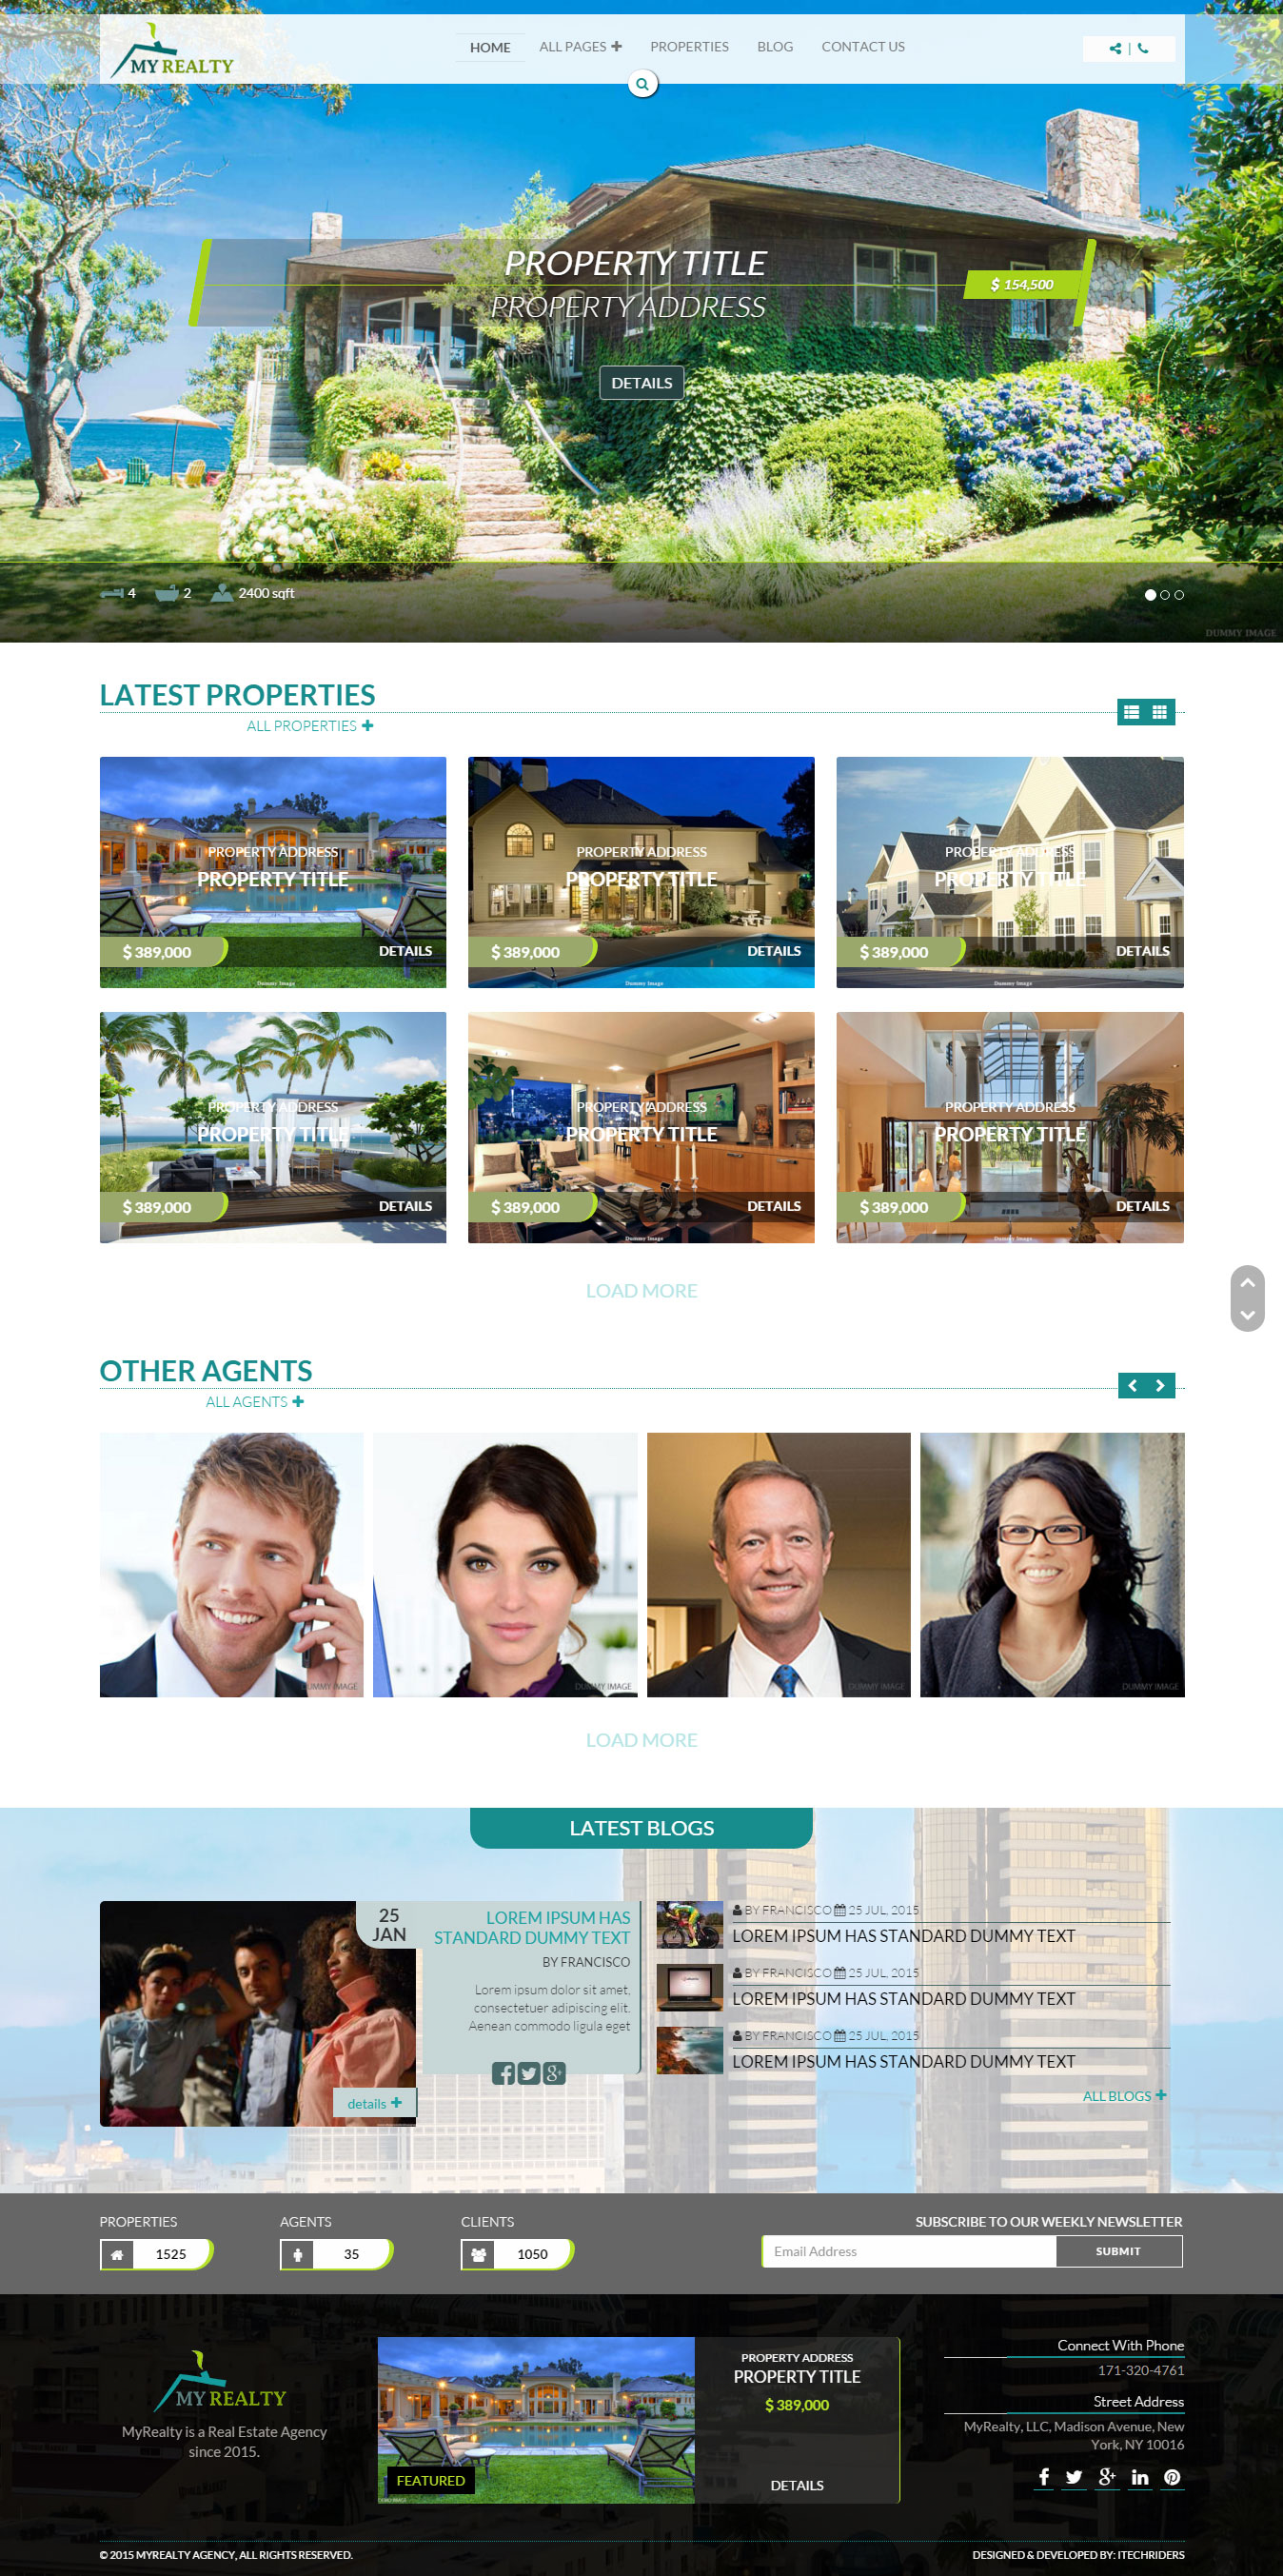 MY REALTY
HOME
ALL PAGES
PROPERTIES
BLOG
CONTACT US
PROPERTY TITLE
$ 154,500
PROPERTY ADDRESS
DETAILS
4
2
2400 sqft
DUMMY IMAGE
LATEST PROPERTIES
ALL PROPERTIES
PROPERTY ADDRESS
PROPERTY TITLE
$ 389,000
DETAILS
Dummy Image
PROPERTY ADDRESS
PROPERTY TITLE
$ 389,000
DETAILS
Dummy Image
PROPERTY ADDRESS
PROPERTY TITLE
$ 389,000
DETAILS
Dummy Image
PROPERTY ADDRESS
PROPERTY TITLE
$ 389,000
DETAILS
PROPERTY ADDRESS
PROPERTY TITLE
$ 389,000
DETAILS
Dummy Image
PROPERTY ADDRESS
PROPERTY TITLE
$ 389,000
DETAILS
Dummy Image
LOAD MORE
OTHER AGENTS
ALL AGENTS
DUMMY IMAGE
DUMMY IMAGE
DUMMY IMAGE
DUMMY IMAGE
LOAD MORE
LATEST BLOGS
25
JAN
LOREM IPSUM HAS
STANDARD DUMMY TEXT
BY FRANCISCO
Lorem ipsum dolor sit amet,
consectetuer adipiscing elit.
Aenean commodo ligula eget
details
BY FRANCISCO 25 JUL, 2015
LOREM IPSUM HAS STANDARD DUMMY TEXT
BY FRANCISCO 25 JUL, 2015
LOREM IPSUM HAS STANDARD DUMMY TEXT
BY FRANCISCO 25 JUL, 2015
LOREM IPSUM HAS STANDARD DUMMY TEXT
ALL BLOGS
PROPERTIES
1525
AGENTS
35
CLIENTS
1050
SUBSCRIBE TO OUR WEEKLY NEWSLETTER
Email Address
SUBMIT
MY REALTY
MyRealty is a Real Estate Agency
since 2015.
FEATURED
PROPERTY ADDRESS
PROPERTY TITLE
$ 389,000
DETAILS
Connect With Phone
171-320-4761
Street Address
MyRealty, LLC, Madison Avenue, New
York, NY 10016
© 2015 MYREALTY AGENCY, ALL RIGHTS RESERVED.
DESIGNED & DEVELOPED BY: ITECHRIDERS